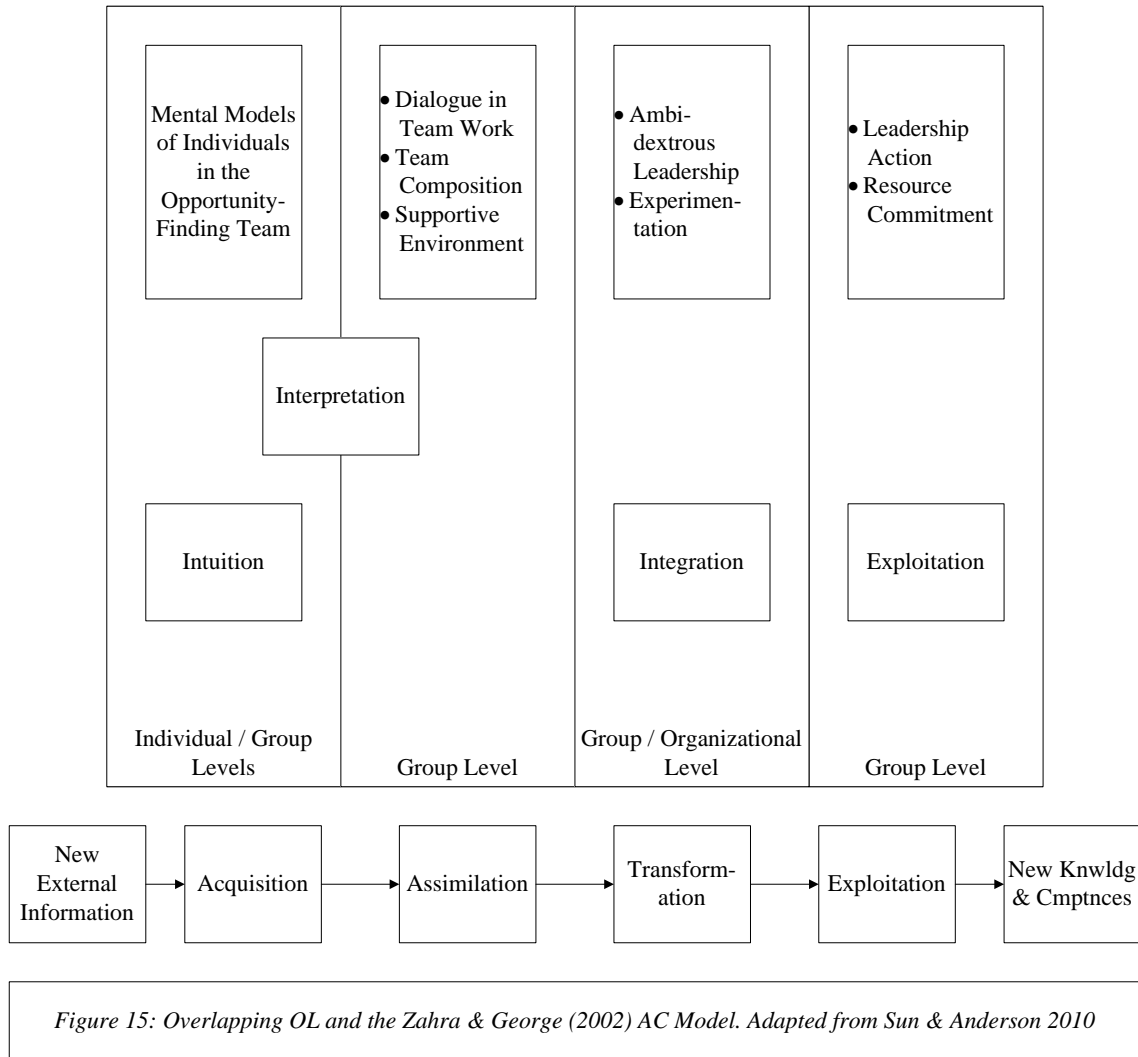 Mental Models
of Individuals
in the
Opportunity-
Finding Team
• Dialogue in
Team Work
• Team
Composition
• Supportive
Environment
• Ambi-
dextrous
Leadership
• Experimen-
tation
• Leadership
Action
• Resource
Commitment
Interpretation
Intuition
Integration
Exploitation
Individual / Group
Levels
Group Level
Group / Organizational
Level
Group Level
New
External
Information
Acquisition
Assimilation
Transform-
ation
Exploitation
New Knwldg
& Cmptnces
Figure 15: Overlapping OL and the Zahra & George (2002) AC Model. Adapted from Sun & Anderson 2010